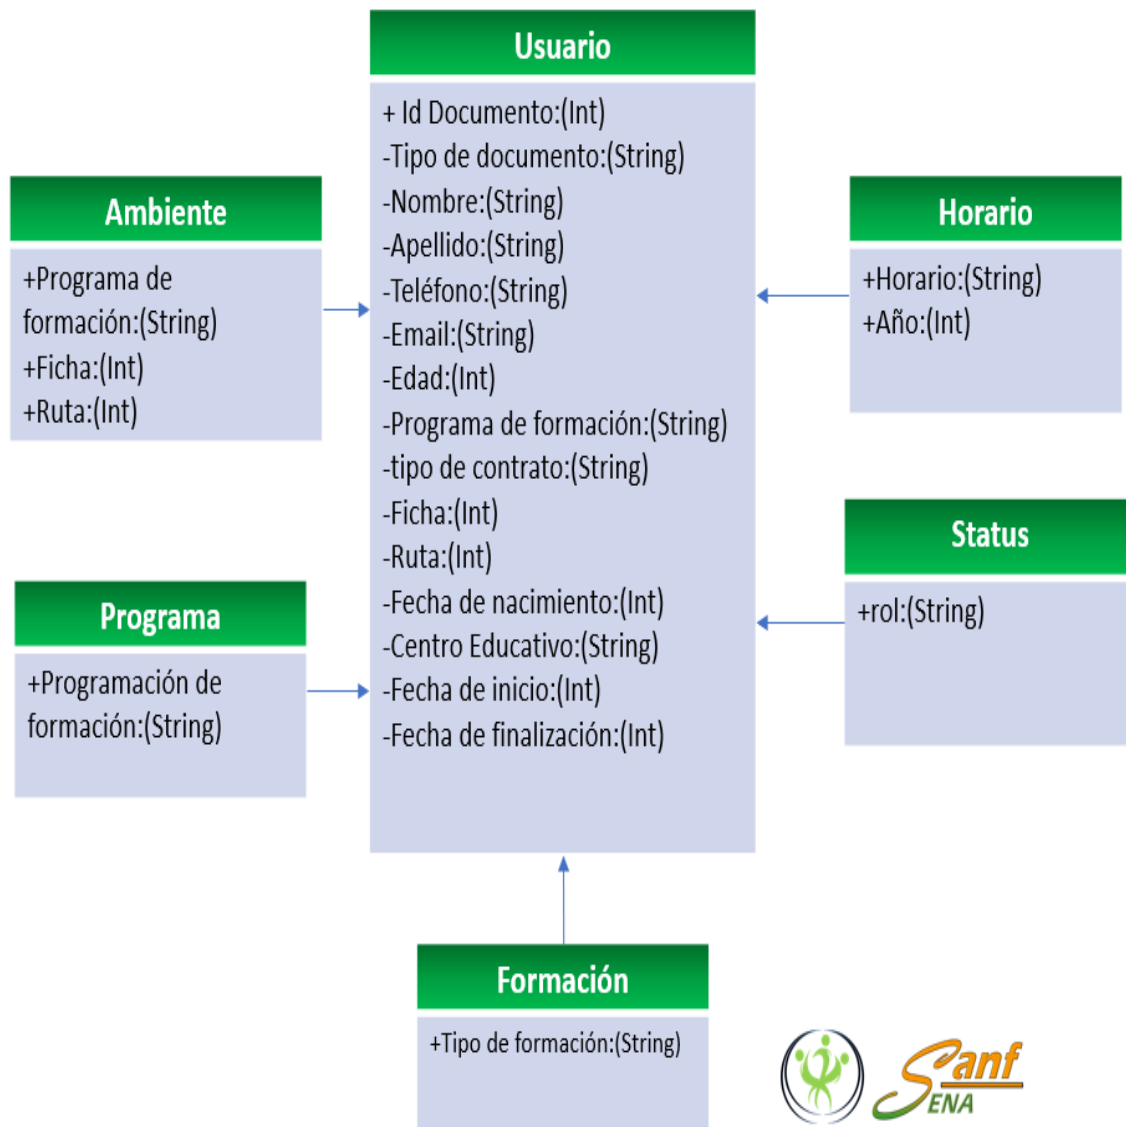 Usuario
+ Id Documento:(Int)
-Tipo de documento:(String)
-Nombre:(String)
-Apellido:(String)
-Teléfono:(String)
-Email:(String)
-Edad:(Int)
-Programa de formación:(String)
-tipo de contrato:(String)
-Ficha:(Int)
-Ruta:(Int)
-Fecha de nacimiento:(Int)
-Centro Educativo:(String)
-Fecha de inicio:(Int)
-Fecha de finalización:(Int)
Ambiente
+Programa de
formación:(String)
+Ficha:(Int)
+Ruta:(Int)
Horario
+Horario:(String)
+Año:(Int)
Programa
+Programación de
formación:(String)
Status
+rol:(String)
Formación
+Tipo de formación:(String)
Sanf
SENA